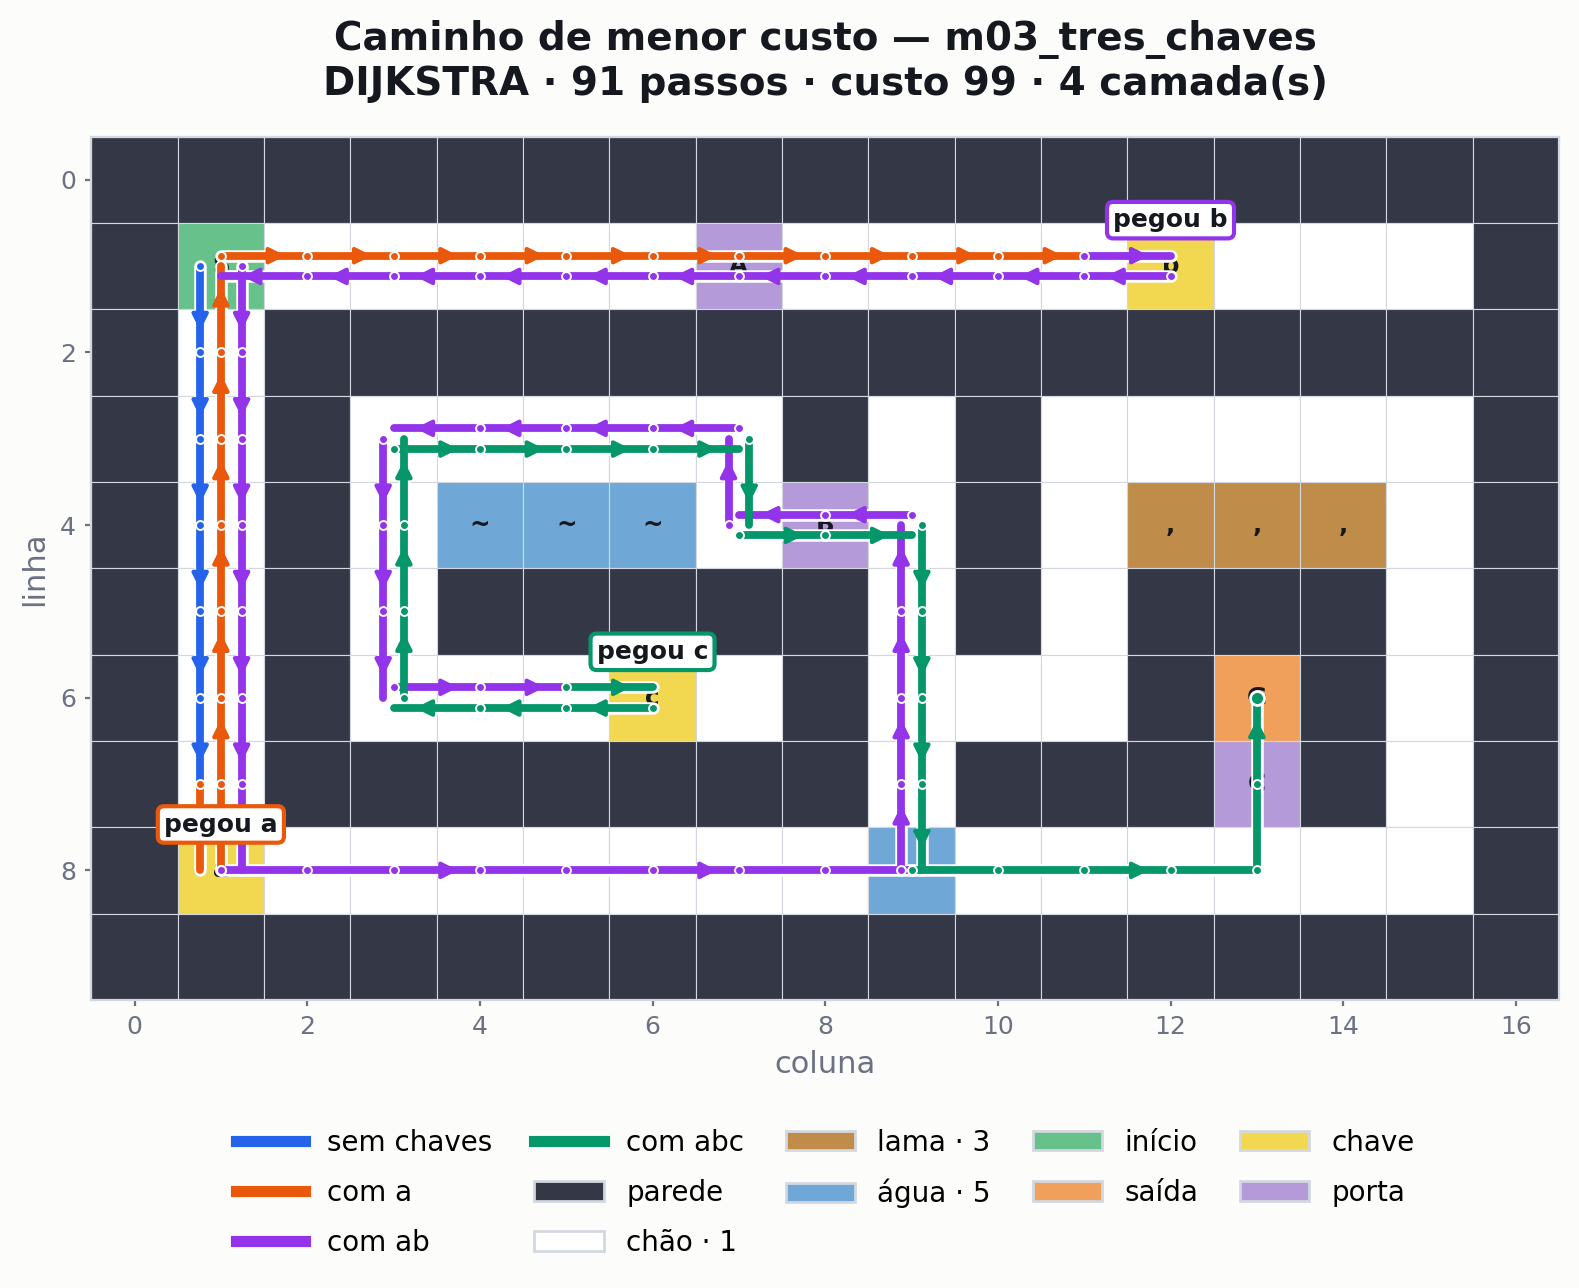 Caminho de menor custo — m03_tres_chaves
DIJKSTRA · 91 passos · custo 99 · 4 camada(s)
0
pegou b
A
2
~ ~ ~
, , ,
4
linha
pegou c
6
pegou a
8
0 2 4 6 8 10 12 14 16
coluna
sem chaves
com a
com ab
com abc
parede
chão · 1
lama · 3
água · 5
início
saída
chave
porta